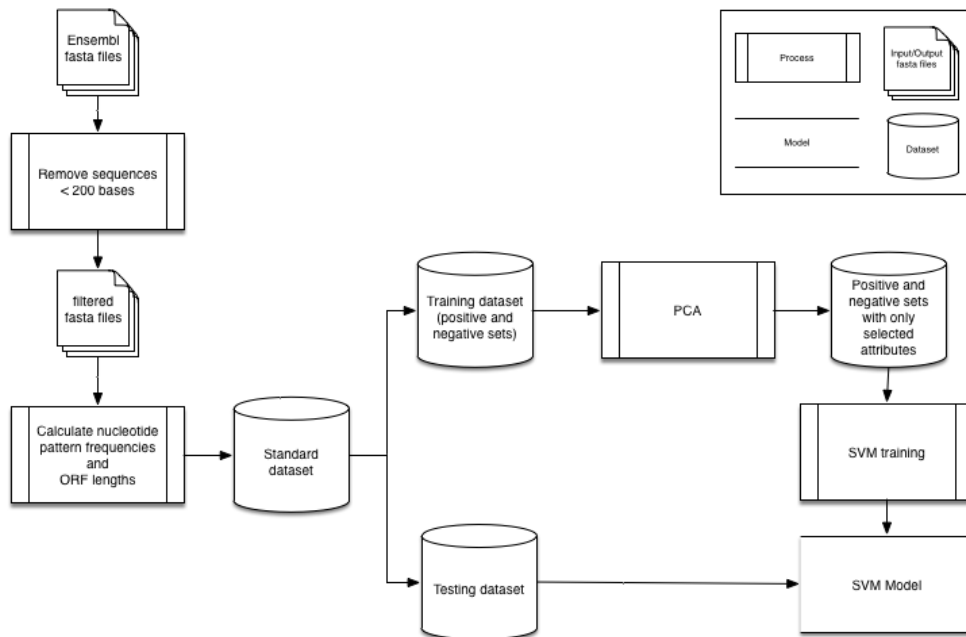 Ensembl
fasta files
Process
Input/Output
fasta files
Model
Dataset
Remove sequences
< 200 bases
filtered
fasta files
Training dataset
(positive and
negative sets)
PCA
Positive and
negative sets
with only
selected
attributes
Calculate nucleotide
pattern frequencies
and
ORF lengths
Standard
dataset
SVM training
Testing dataset
SVM Model